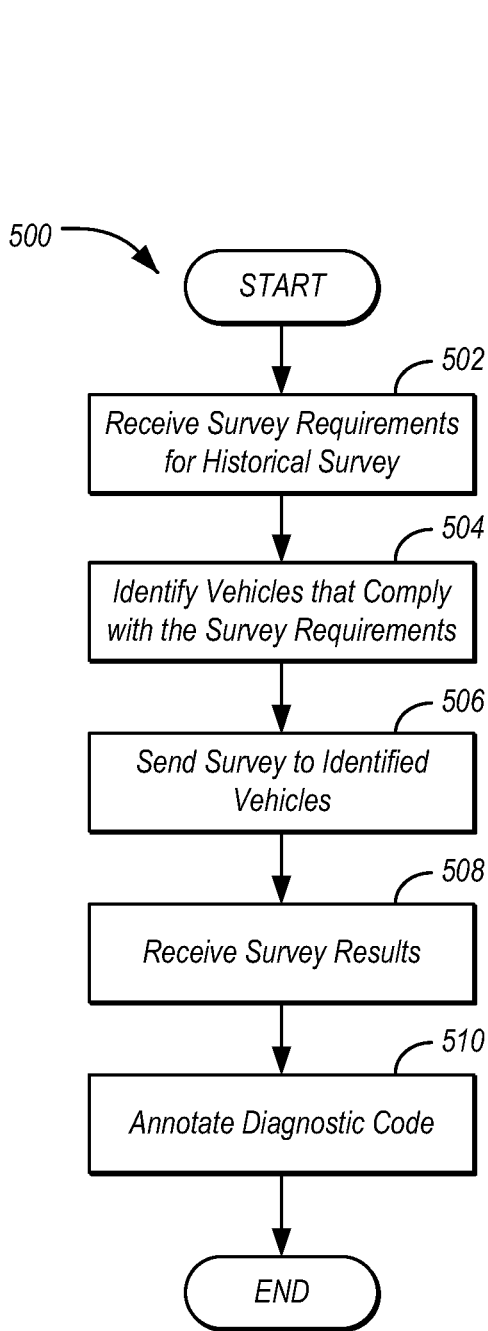 500
START
502
Receive Survey Requirements
for Historical Survey
504
Identify Vehicles that Comply
with the Survey Requirements
506
Send Survey to Identified
Vehicles
508
Receive Survey Results
510
Annotate Diagnostic Code
END